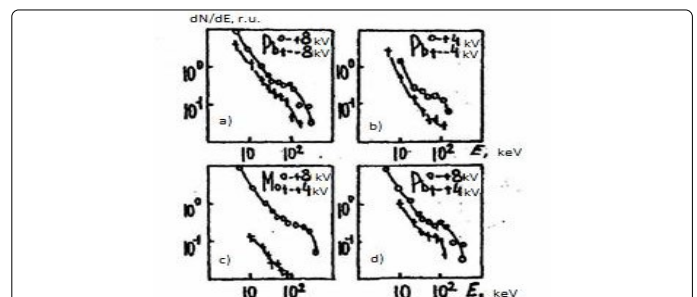 dN/dE, r.u.
Pb o-+8 kV
+--8 kV
10⁰
10⁻¹
a)
10
10²
Pb o-+4 kV
+--4 kV
10⁰
10⁻¹
b)
10
10²
E, keV
Mo o-+8 kV
+-+4 kV
10⁰
10⁻¹
c)
10
10²
Pb o-+8 kV
+-+4 kV
10⁰
10⁻¹
d)
10
10²
E, keV